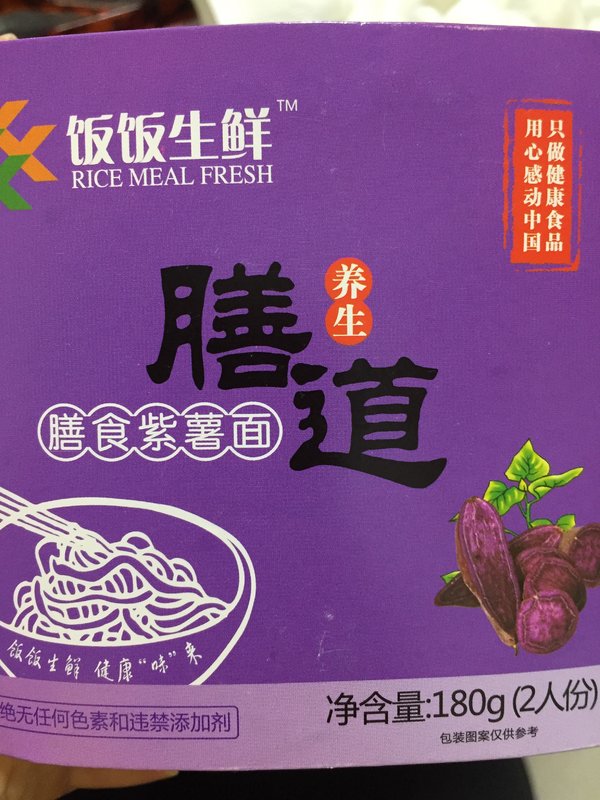 饭饭生鲜™
RICE MEAL FRESH
只做健康食品
用心感动中国
养生
膳道
膳食紫薯面
饭饭生鲜 健康“味”来
绝无任何色素和违禁添加剂
净含量:180g (2人份)
包装图案仅供参考